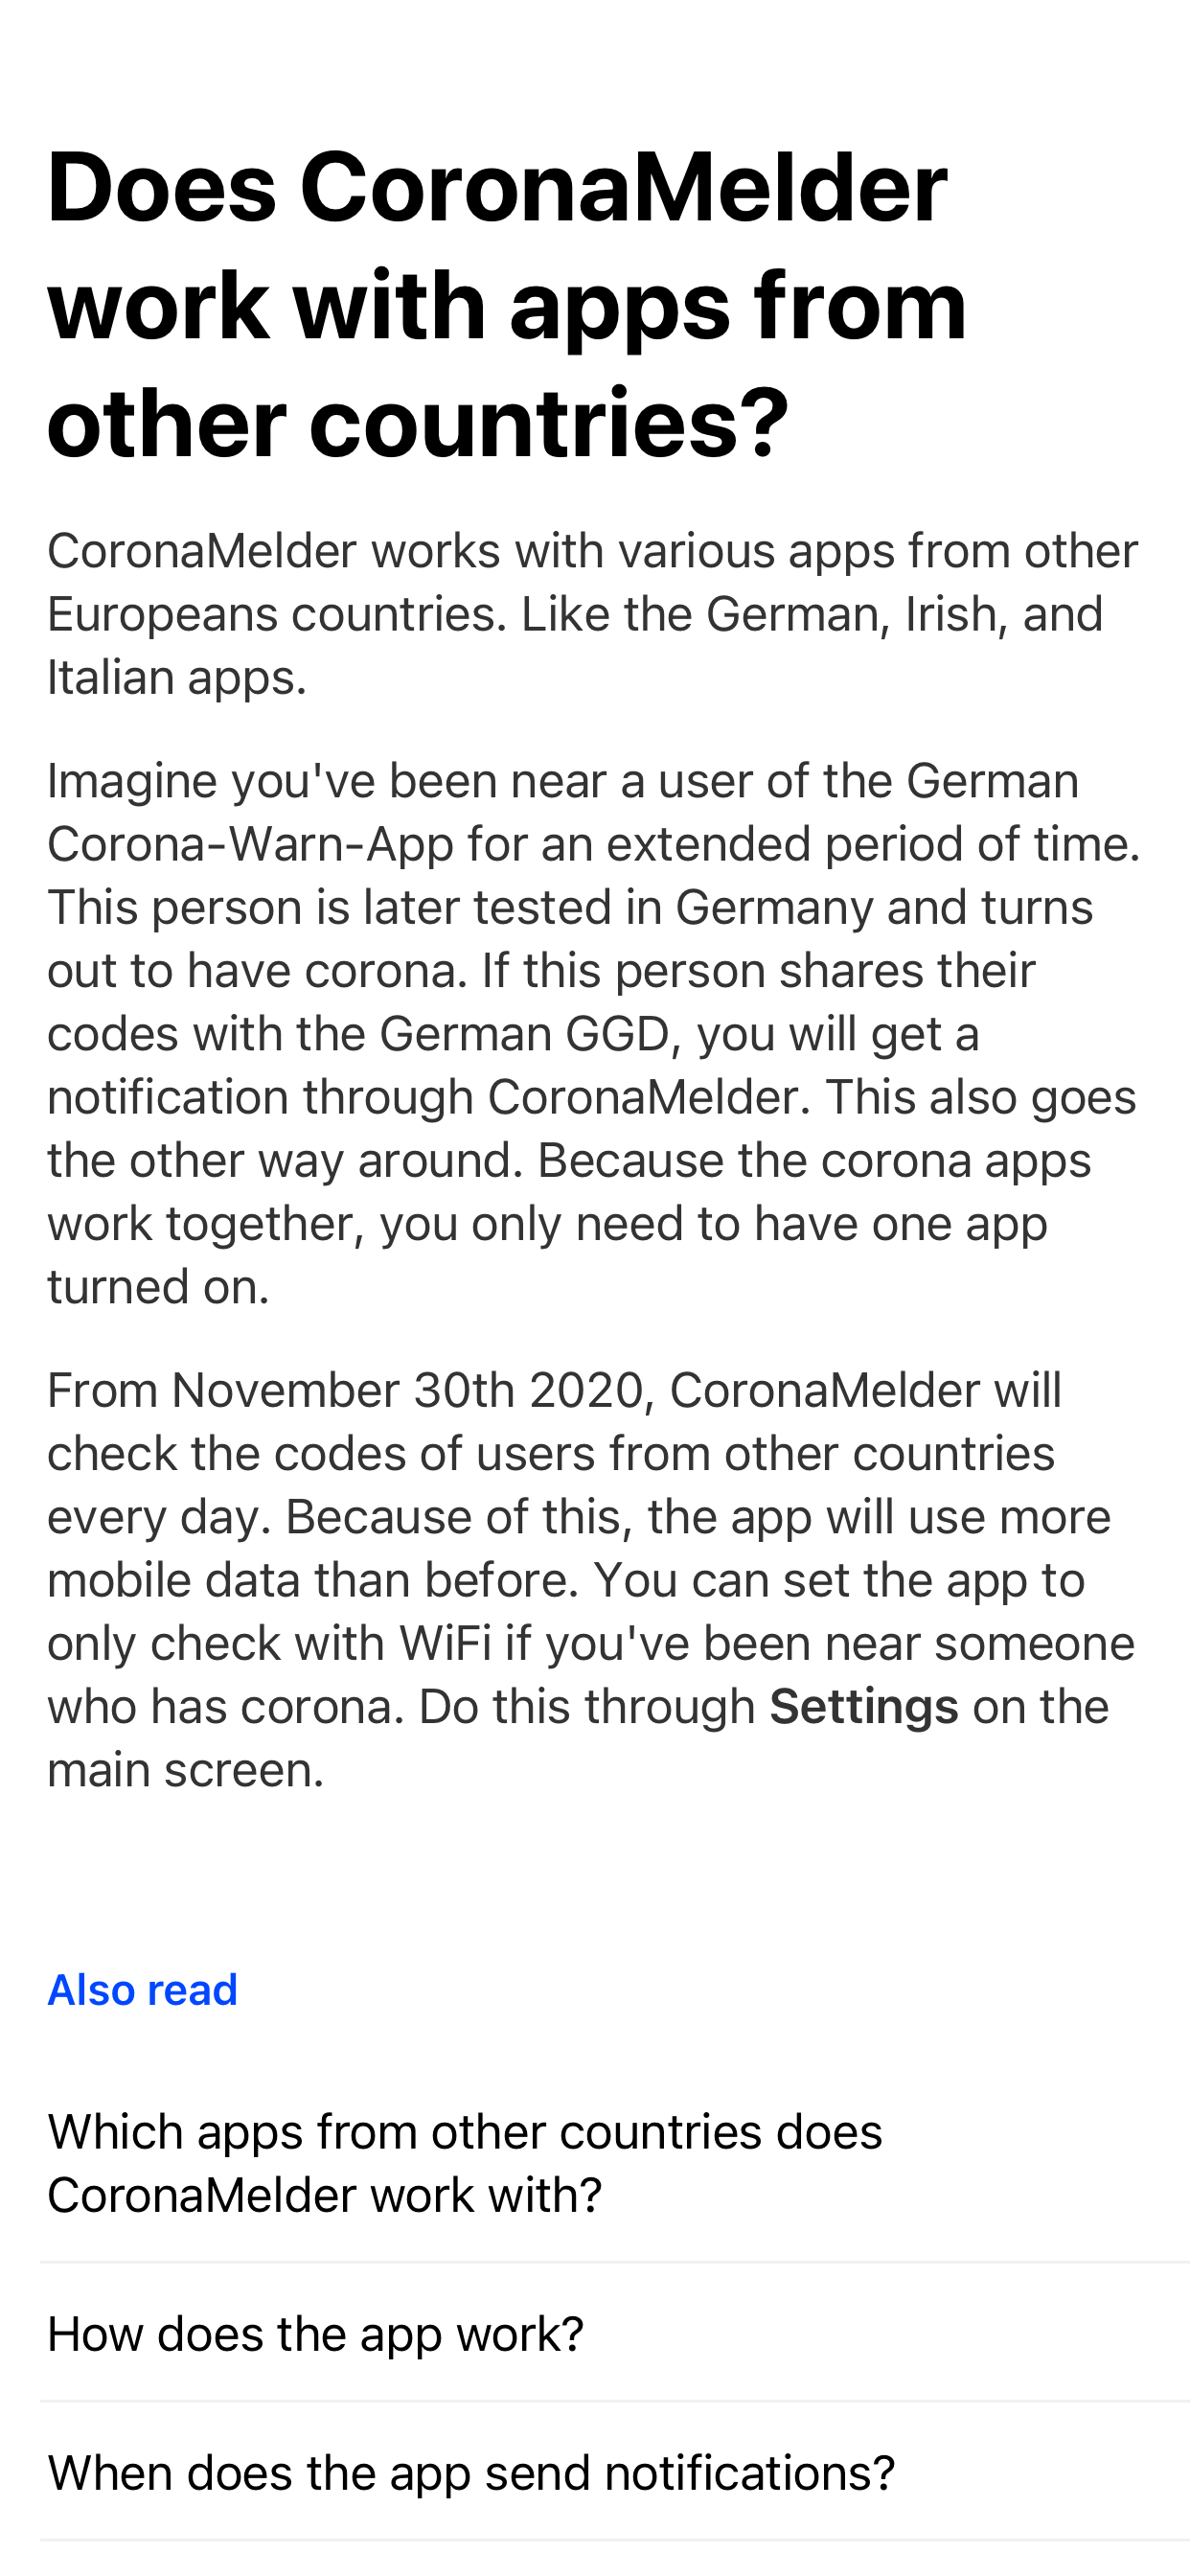 Does CoronaMelder
work with apps from
other countries?
CoronaMelder works with various apps from other
Europeans countries. Like the German, Irish, and
Italian apps.
Imagine you've been near a user of the German
Corona-Warn-App for an extended period of time.
This person is later tested in Germany and turns
out to have corona. If this person shares their
codes with the German GGD, you will get a
notification through CoronaMelder. This also goes
the other way around. Because the corona apps
work together, you only need to have one app
turned on.
From November 30th 2020, CoronaMelder will
check the codes of users from other countries
every day. Because of this, the app will use more
mobile data than before. You can set the app to
only check with WiFi if you've been near someone
who has corona. Do this through Settings on the
main screen.
Also read
Which apps from other countries does
CoronaMelder work with?
How does the app work?
When does the app send notifications?